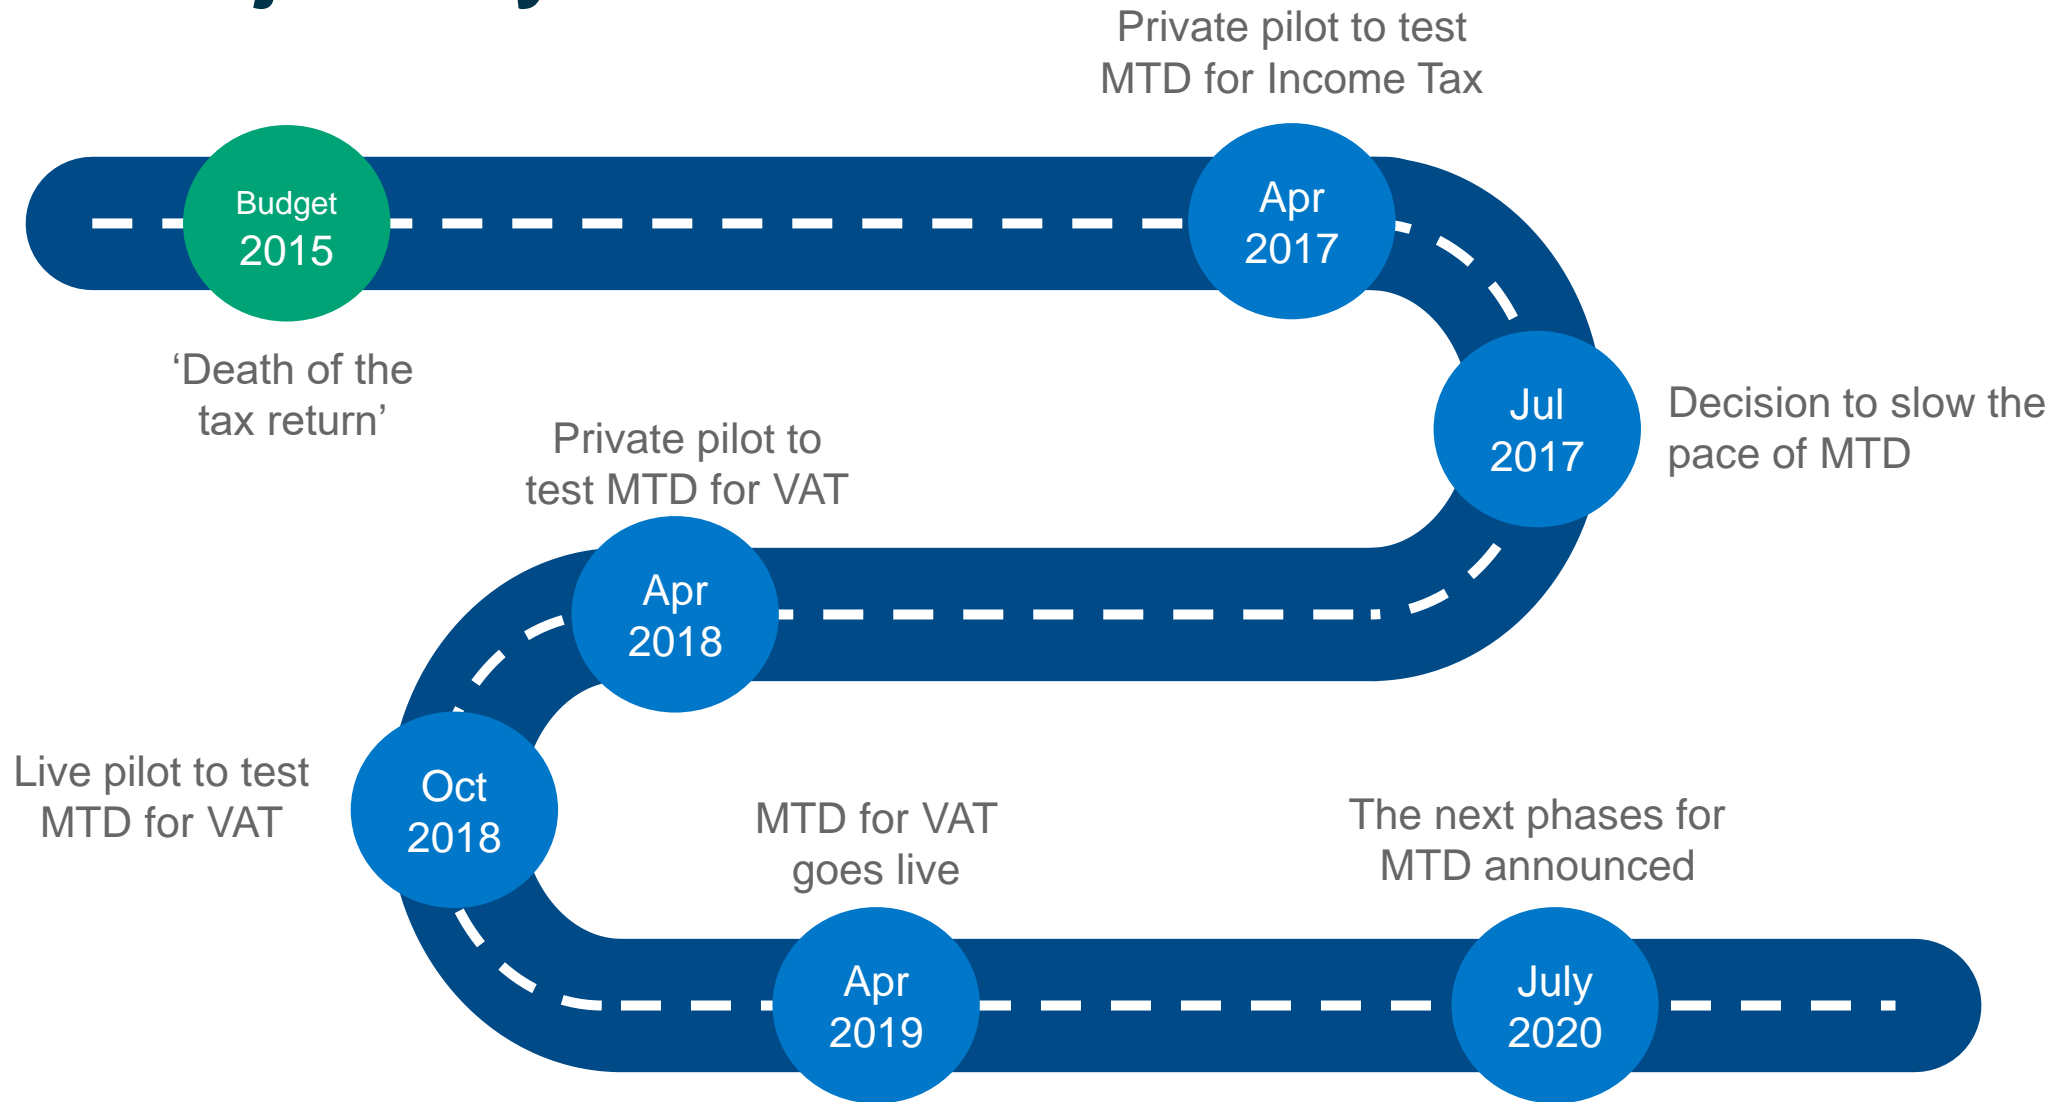 Private pilot to test
MTD for Income Tax
Budget
2015
Apr
2017
‘Death of the
tax return’
Jul
2017
Decision to slow the
pace of MTD
Private pilot to
test MTD for VAT
Apr
2018
Live pilot to test
MTD for VAT
Oct
2018
MTD for VAT
goes live
The next phases for
MTD announced
Apr
2019
July
2020